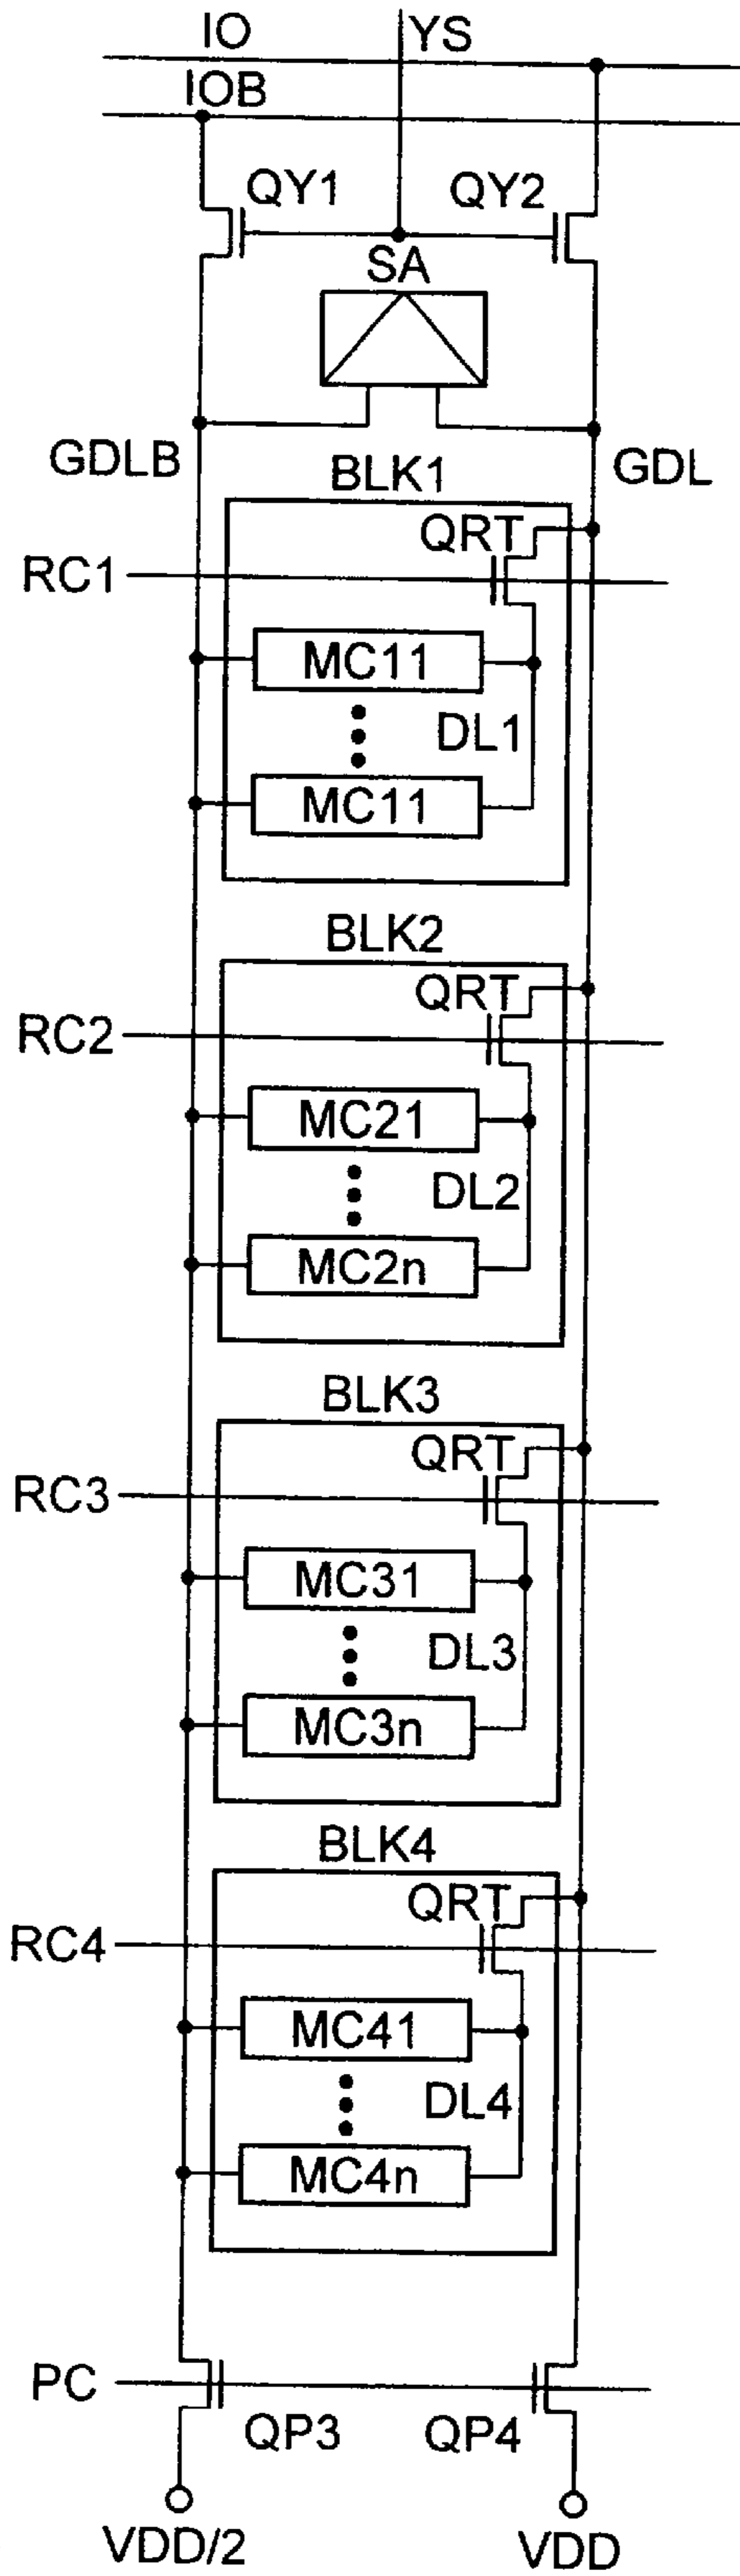 IO
YS
IOB
QY1
QY2
SA
GDLB
GDL
BLK1
QRT
RC1
MC11
DL1
MC11
BLK2
QRT
RC2
MC21
DL2
MC2n
BLK3
QRT
RC3
MC31
DL3
MC3n
BLK4
QRT
RC4
MC41
DL4
MC4n
PC
QP3
QP4
VDD/2
VDD